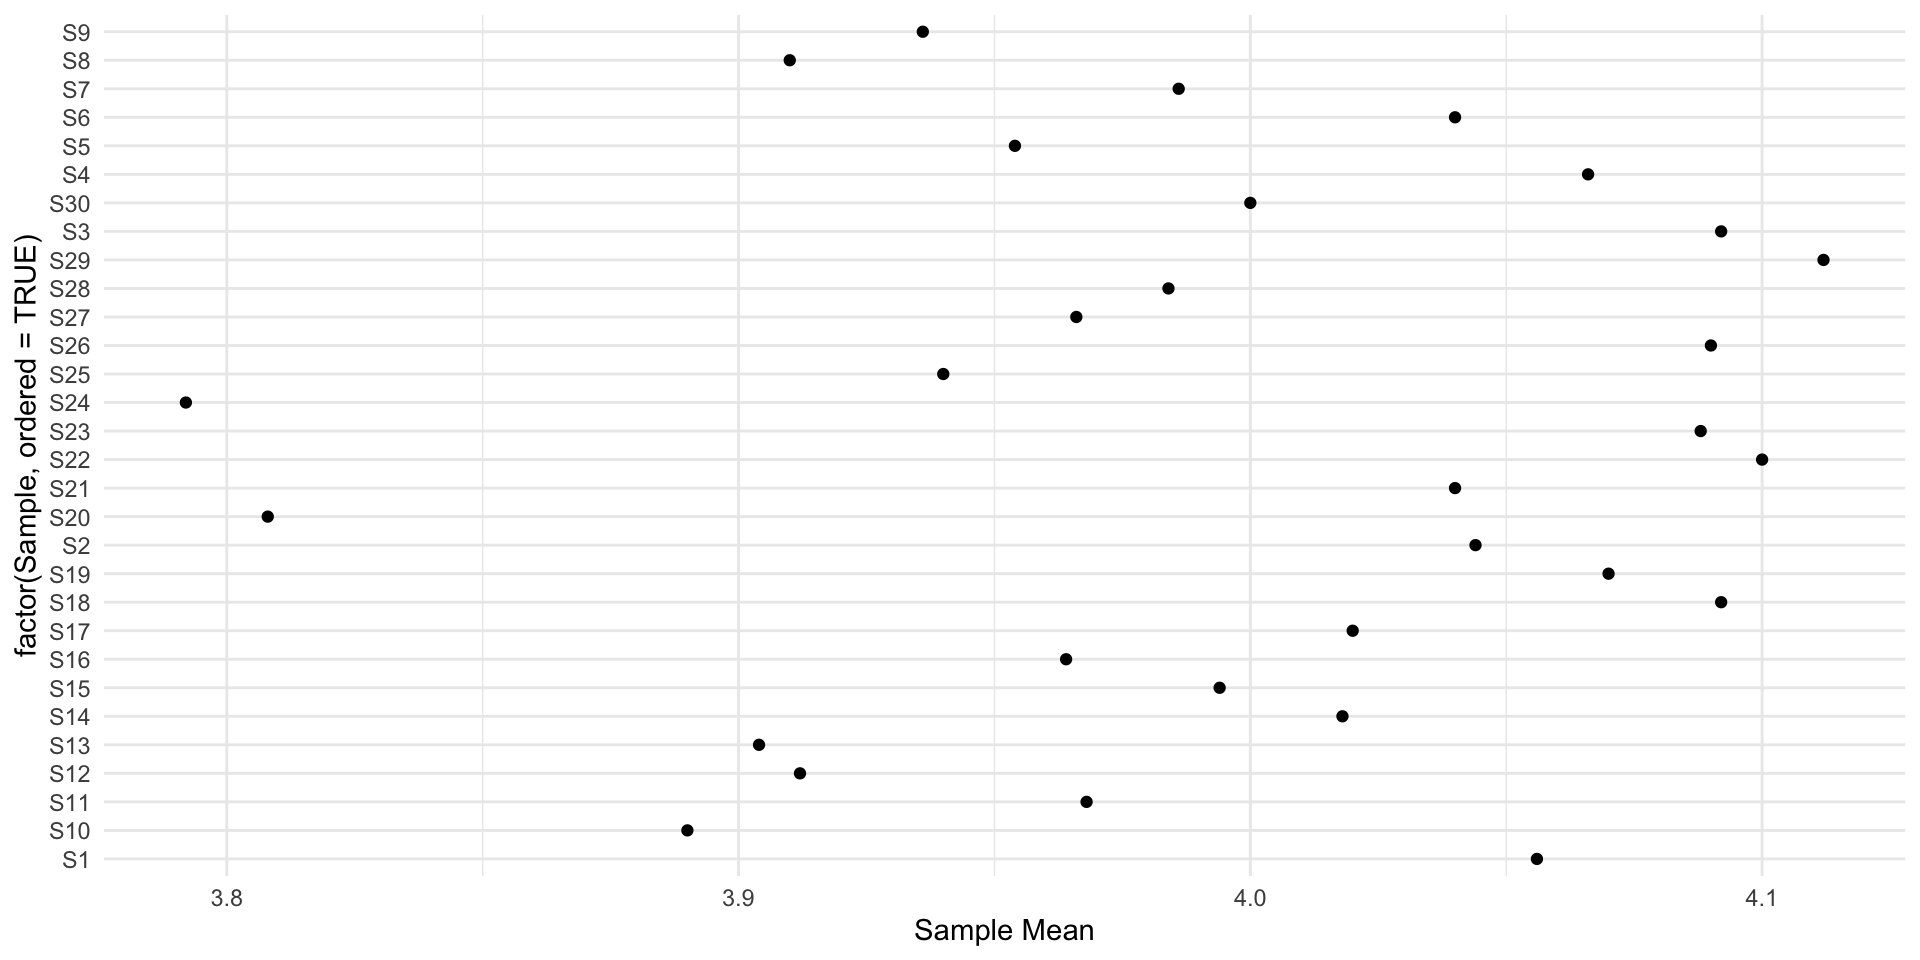 factor(Sample, ordered = TRUE)
S9
S8
S7
S6
S5
S4
S30
S3
S29
S28
S27
S26
S25
S24
S23
S22
S21
S20
S2
S19
S18
S17
S16
S15
S14
S13
S12
S11
S10
S1
3.8 3.9 4.0 4.1
Sample Mean